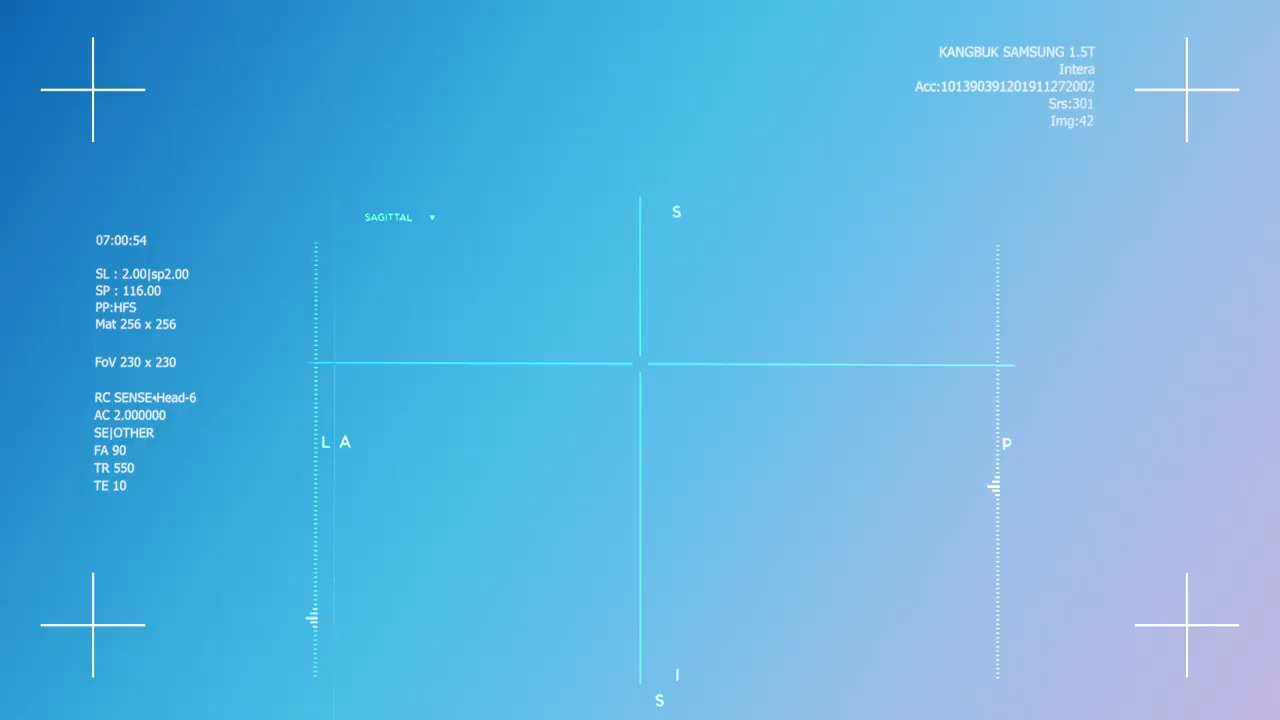 KANGBUK SAMSUNG 1.5T
Intera
Acc:101390391201911272002
Srs:301
Img:42
SAGITTAL
S
07:00:54
SL : 2.00|sp2.00
SP : 116.00
PP:HFS
Mat 256 x 256
FoV 230 x 230
RC SENSE•Head-6
AC 2.000000
SE|OTHER
FA 90
TR 550
TE 10
L A
P
I
S